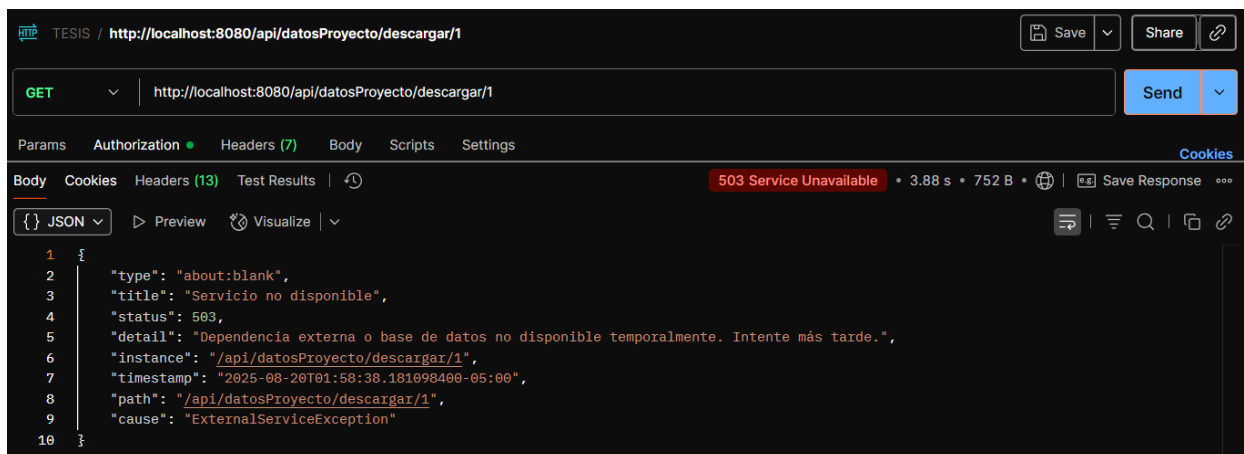 HTTP TESIS / http://localhost:8080/api/datosProyecto/descargar/1 Save Share
GET http://localhost:8080/api/datosProyecto/descargar/1 Send
Params Authorization Headers (7) Body Scripts Settings Cookies
Body Cookies Headers (13) Test Results 503 Service Unavailable • 3.88 s • 752 B • e.g. Save Response
{} JSON Preview Visualize
1 {
2 "type": "about:blank",
3 "title": "Servicio no disponible",
4 "status": 503,
5 "detail": "Dependencia externa o base de datos no disponible temporalmente. Intente más tarde.",
6 "instance": "/api/datosProyecto/descargar/1",
7 "timestamp": "2025-08-20T01:58:38.181098400-05:00",
8 "path": "/api/datosProyecto/descargar/1",
9 "cause": "ExternalServiceException"
10 }